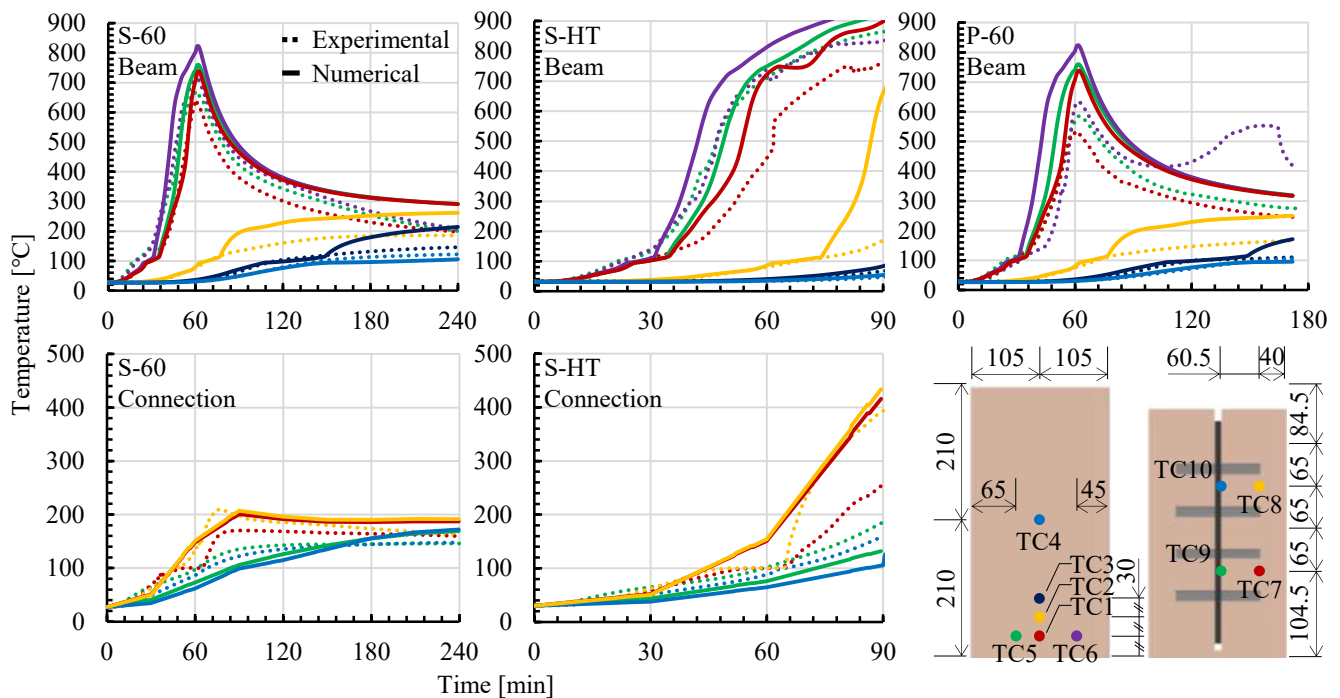 S-60
Beam
Experimental
Numerical
900
800
700
600
500
400
300
200
100
0
0 60 120 180 240
S-HT
Beam
900
800
700
600
500
400
300
200
100
0
0 30 60 90
P-60
Beam
900
800
700
600
500
400
300
200
100
0
0 60 120 180
Temperature [°C]
S-60
Connection
500
400
300
200
100
0
0 60 120 180 240
S-HT
Connection
500
400
300
200
100
0
0 30 60 90
Time [min]
105 105
210
65 45
TC4
210
TC3
TC2
TC1
30
TC5 TC6
60.5 40
84.5
TC10
65
TC8
65
TC9
65
TC7
104.5